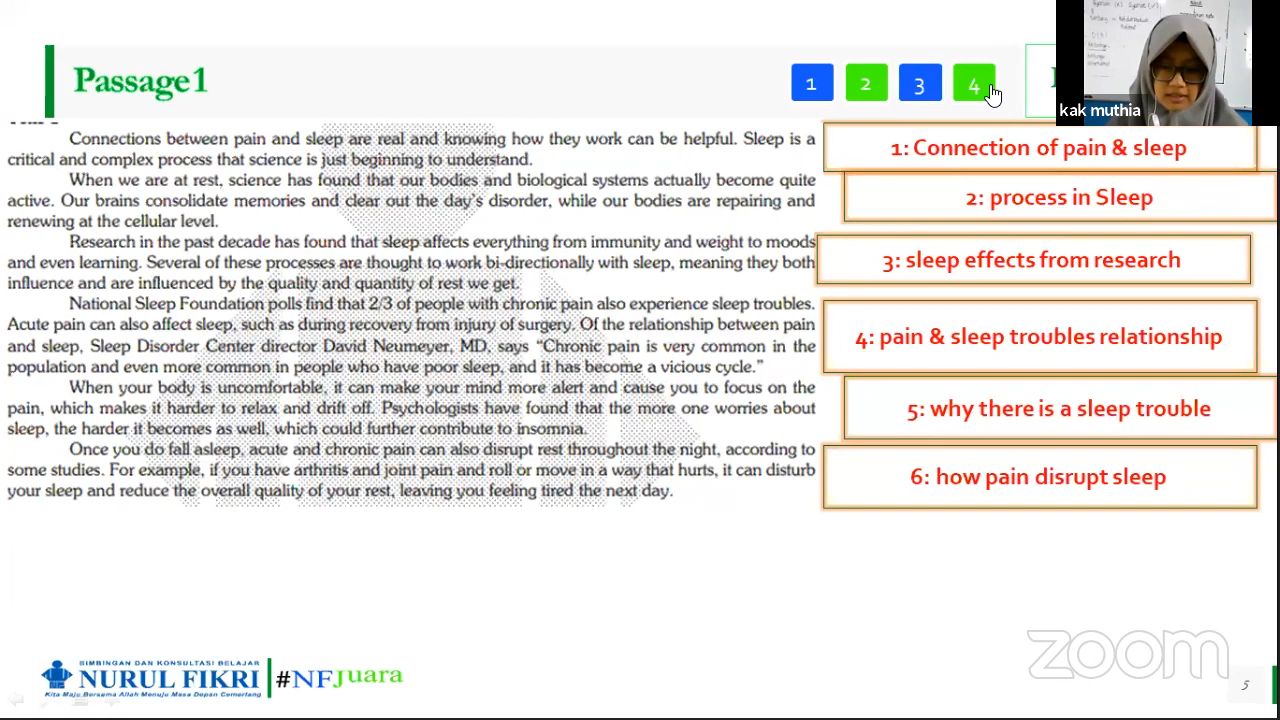 Passage1
1 2 3 4
kak muthia
Connections between pain and sleep are real and knowing how they work can be helpful. Sleep is a
critical and complex process that science is just beginning to understand.
When we are at rest, science has found that our bodies and biological systems actually become quite
active. Our brains consolidate memories and clear out the day's disorder, while our bodies are repairing and
renewing at the cellular level.
Research in the past decade has found that sleep affects everything from immunity and weight to moods
and even learning. Several of these processes are thought to work bi-directionally with sleep, meaning they both
influence and are influenced by the quality and quantity of rest we get.
National Sleep Foundation polls find that 2/3 of people with chronic pain also experience sleep troubles.
Acute pain can also affect sleep, such as during recovery from injury of surgery. Of the relationship between pain
and sleep, Sleep Disorder Center director David Neumeyer, MD, says "Chronic pain is very common in the
population and even more common in people who have poor sleep, and it has become a vicious cycle."
When your body is uncomfortable, it can make your mind more alert and cause you to focus on the
pain, which makes it harder to relax and drift off. Psychologists have found that the more one worries about
sleep, the harder it becomes as well, which could further contribute to insomnia.
Once you do fall asleep, acute and chronic pain can also disrupt rest throughout the night, according to
some studies. For example, if you have arthritis and joint pain and roll or move in a way that hurts, it can disturb
your sleep and reduce the overall quality of your rest, leaving you feeling tired the next day.
1: Connection of pain & sleep
2: process in Sleep
3: sleep effects from research
4: pain & sleep troubles relationship
5: why there is a sleep trouble
6: how pain disrupt sleep
BIMBINGAN DAN KONSULTASI BELAJAR
NURUL FIKRI
Kita Maju Bersama Allah Menuju Masa Depan Cemerlang
#NFJuara
zoom
5